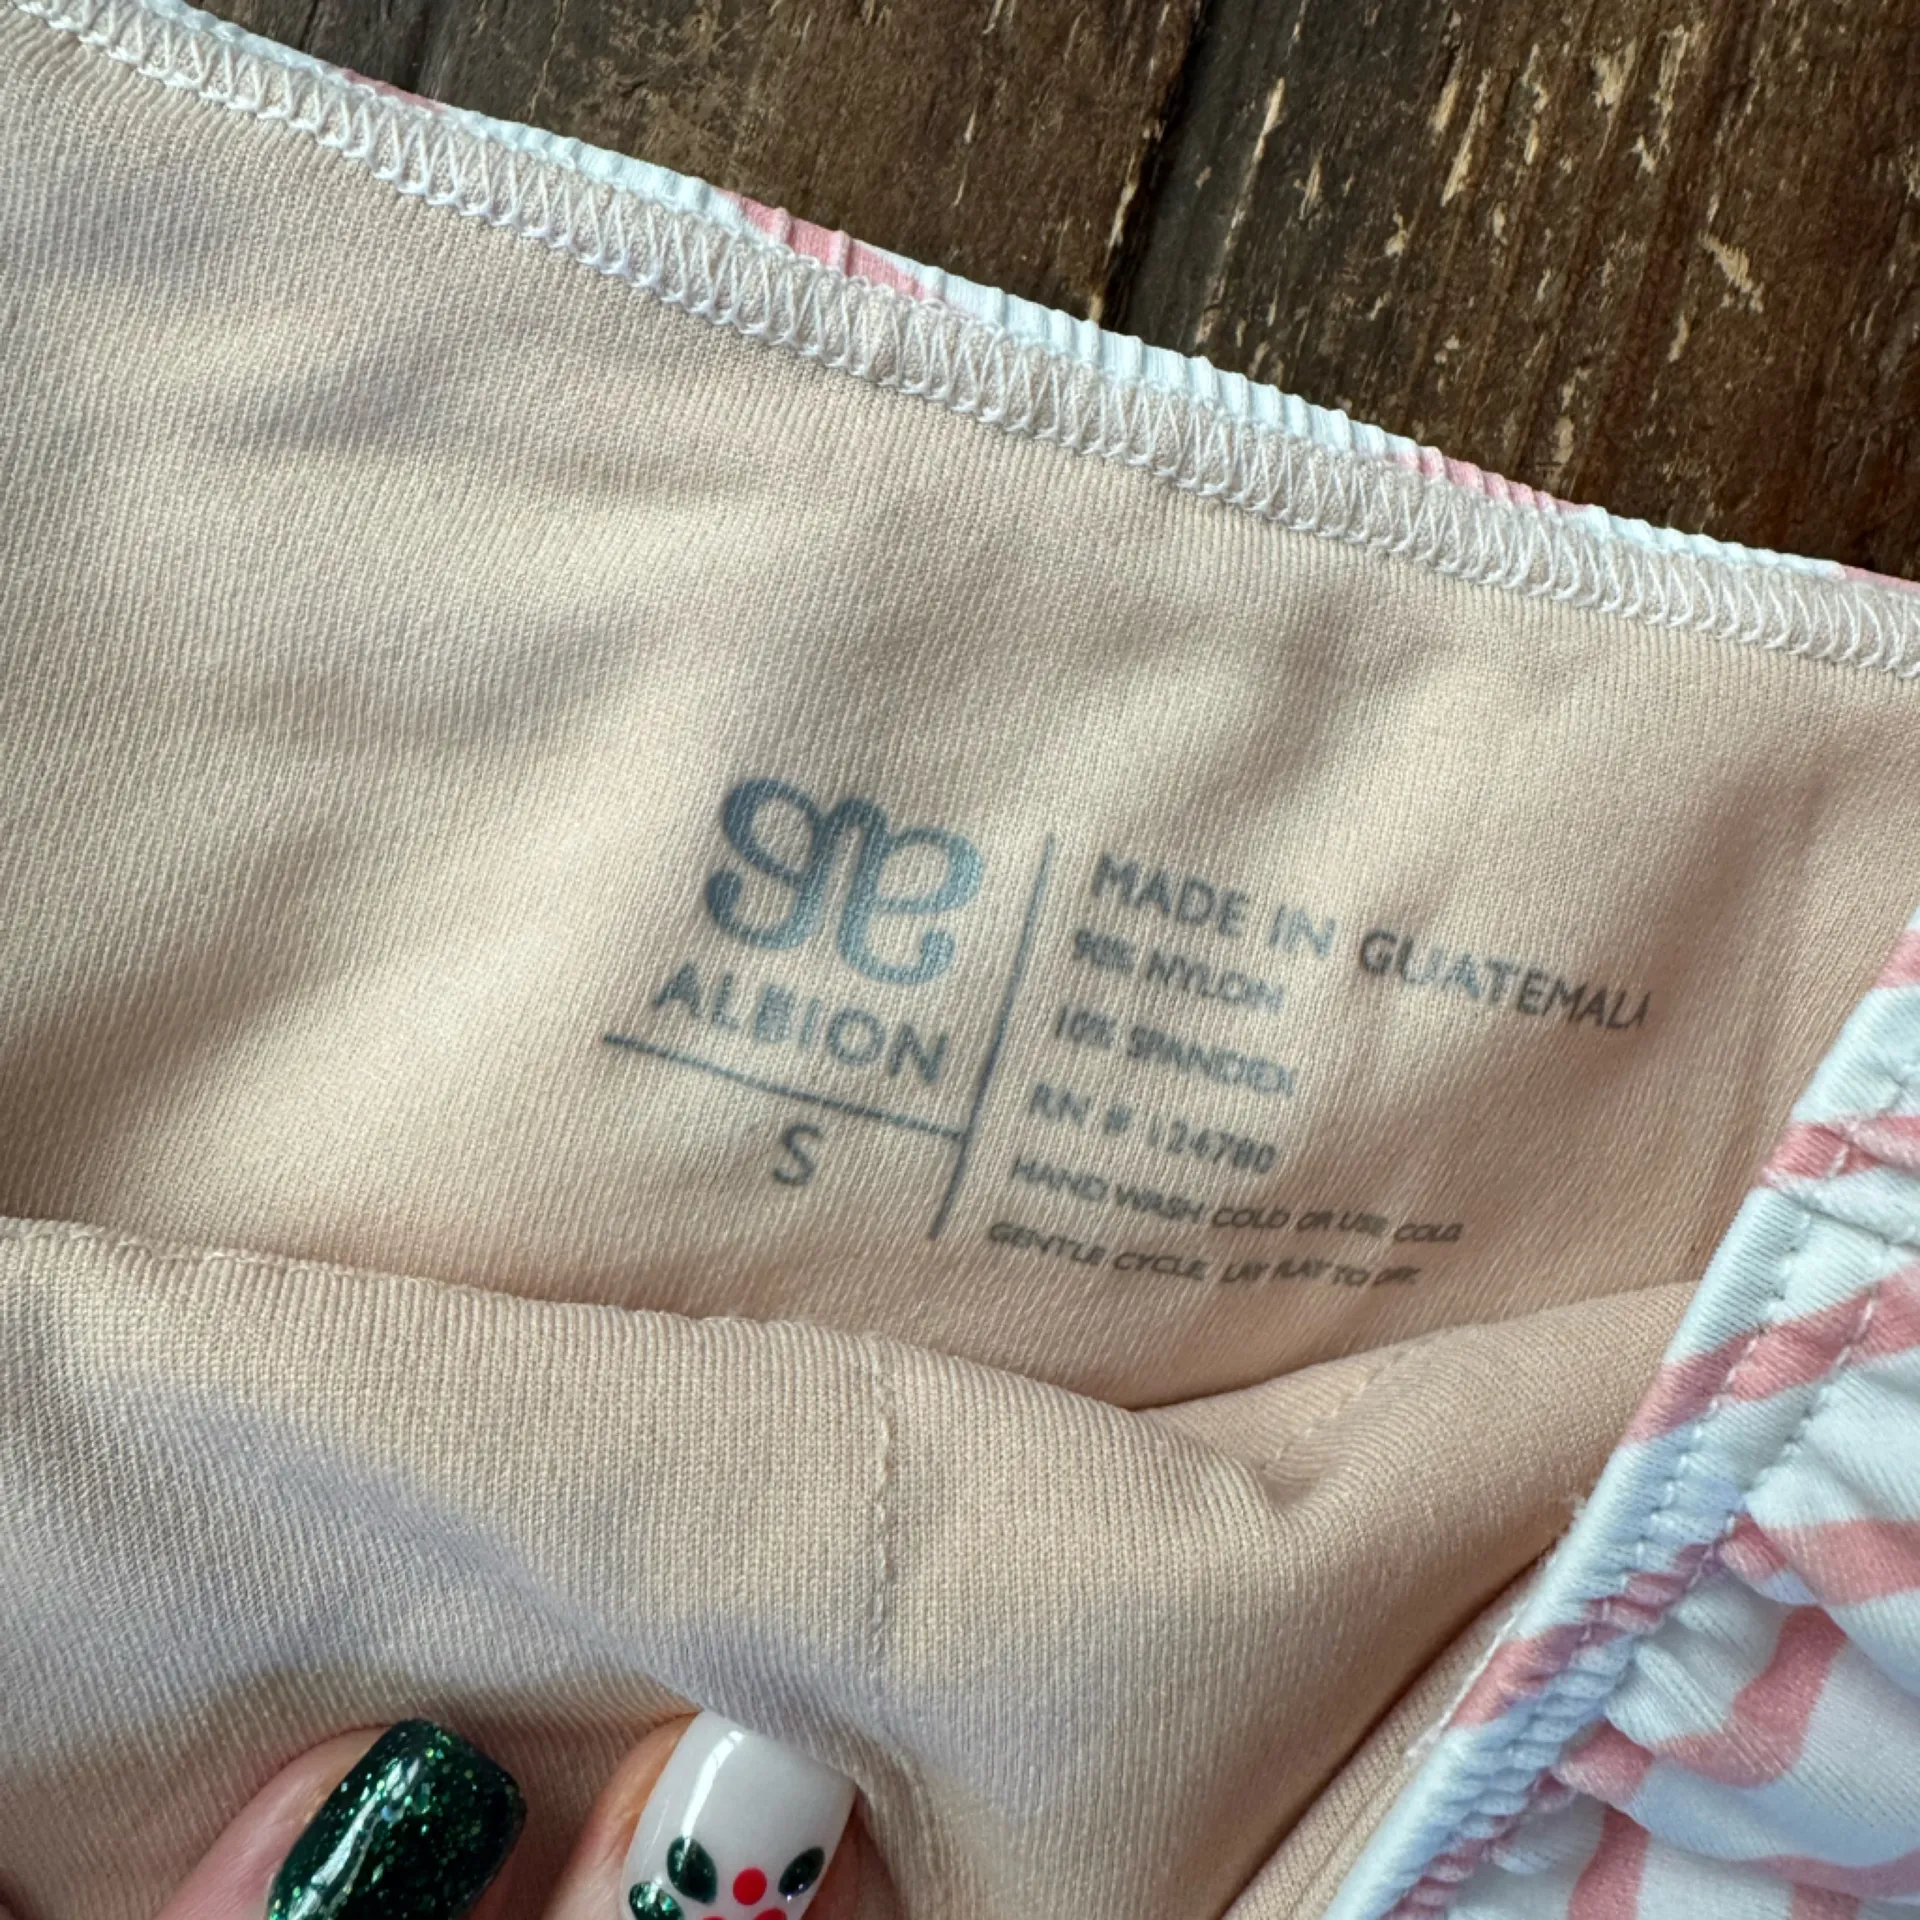 ALBION
S
MADE IN GUATEMALA
90% NYLON
10% SPANDEX
RN # 124780
HAND WASH COLD OR USE COLD
GENTLE CYCLE, LAY FLAT TO DRY.